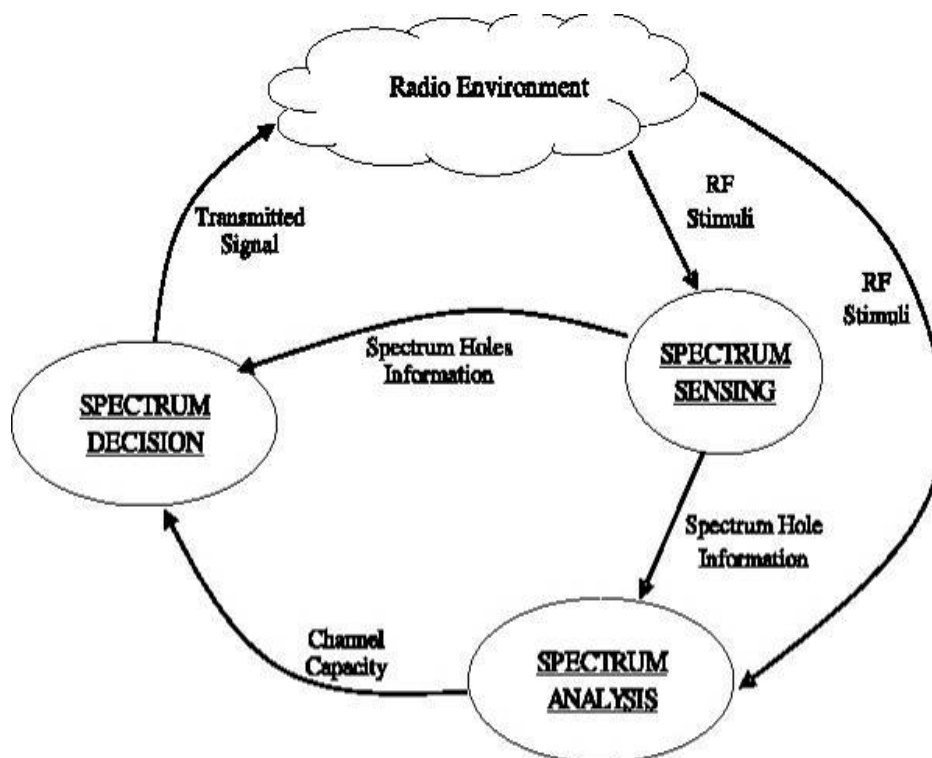 Radio Environment
RF
Stimuli
Transmitted
Signal
RF
Stimuli
Spectrum Holes
Information
SPECTRUM
SENSING
SPECTRUM
DECISION
Spectrum Hole
Information
Channel
Capacity
SPECTRUM
ANALYSIS